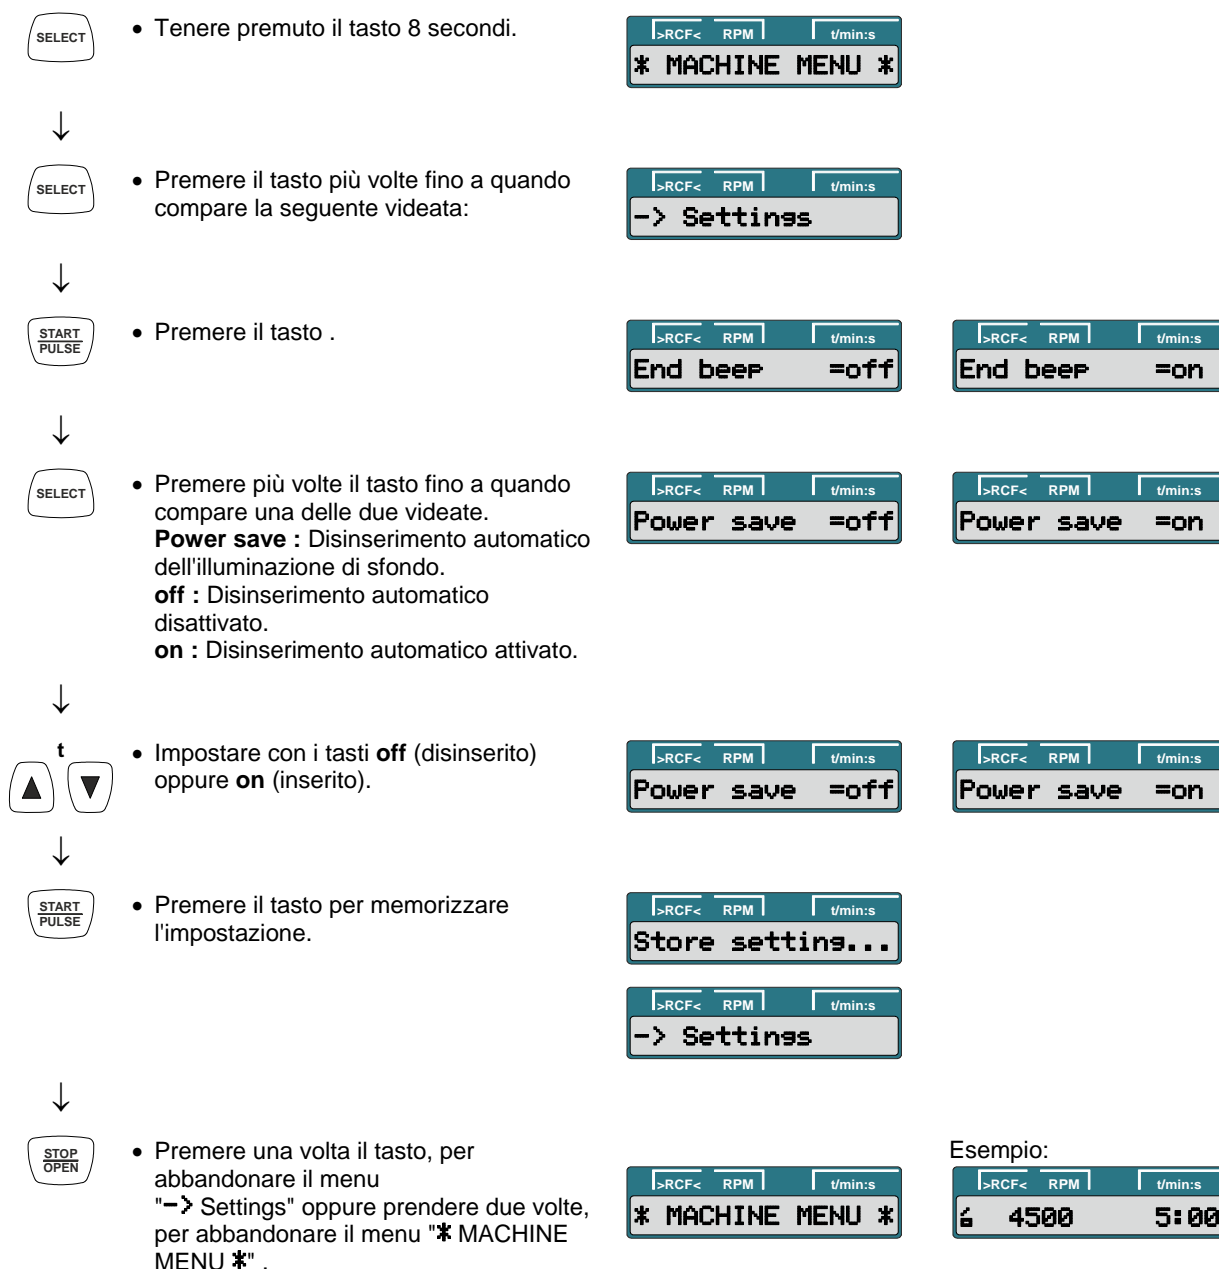 SELECT
• Tenere premuto il tasto 8 secondi.
>RCF< RPM t/min:s
* MACHINE MENU *
↓
SELECT
• Premere il tasto più volte fino a quando
compare la seguente videata:
>RCF< RPM t/min:s
-> Settings
↓
START
PULSE
• Premere il tasto .
>RCF< RPM t/min:s
End beep =off
>RCF< RPM t/min:s
End beep =on
↓
SELECT
• Premere più volte il tasto fino a quando
compare una delle due videate.
Power save : Disinserimento automatico
dell'illuminazione di sfondo.
off : Disinserimento automatico
disattivato.
on : Disinserimento automatico attivato.
>RCF< RPM t/min:s
Power save =off
>RCF< RPM t/min:s
Power save =on
↓
t
▲ ▼
• Impostare con i tasti off (disinserito)
oppure on (inserito).
>RCF< RPM t/min:s
Power save =off
>RCF< RPM t/min:s
Power save =on
↓
START
PULSE
• Premere il tasto per memorizzare
l'impostazione.
>RCF< RPM t/min:s
Store setting...
>RCF< RPM t/min:s
-> Settings
↓
STOP
OPEN
• Premere una volta il tasto, per
abbandonare il menu
"-> Settings" oppure prendere due volte,
per abbandonare il menu "* MACHINE
MENU *" .
>RCF< RPM t/min:s
* MACHINE MENU *
Esempio:
>RCF< RPM t/min:s
4500 5:00